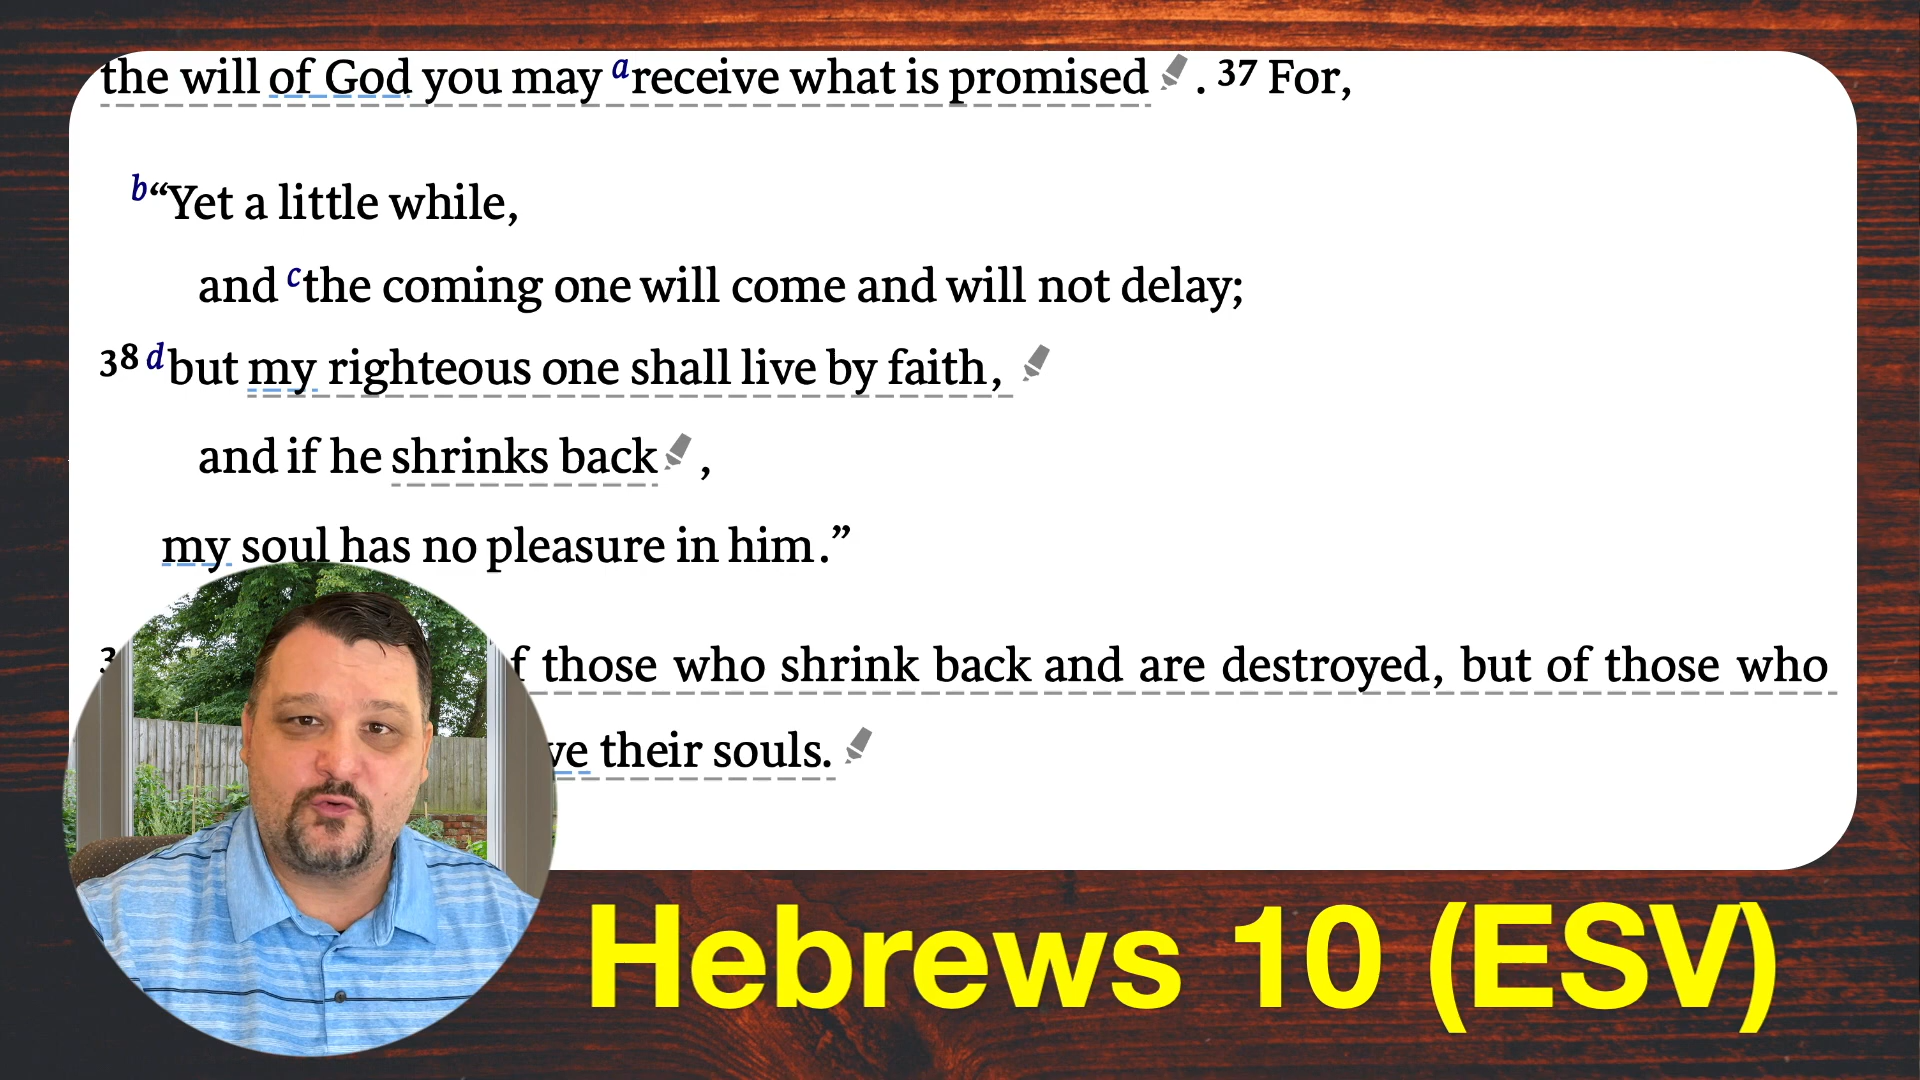 the will of God you may a receive what is promised . 37 For,
b “Yet a little while,
and c the coming one will come and will not delay;
38 d but my righteous one shall live by faith,
and if he shrinks back ,
my soul has no pleasure in him.”
those who shrink back and are destroyed, but of those who
their souls.
Hebrews 10 (ESV)